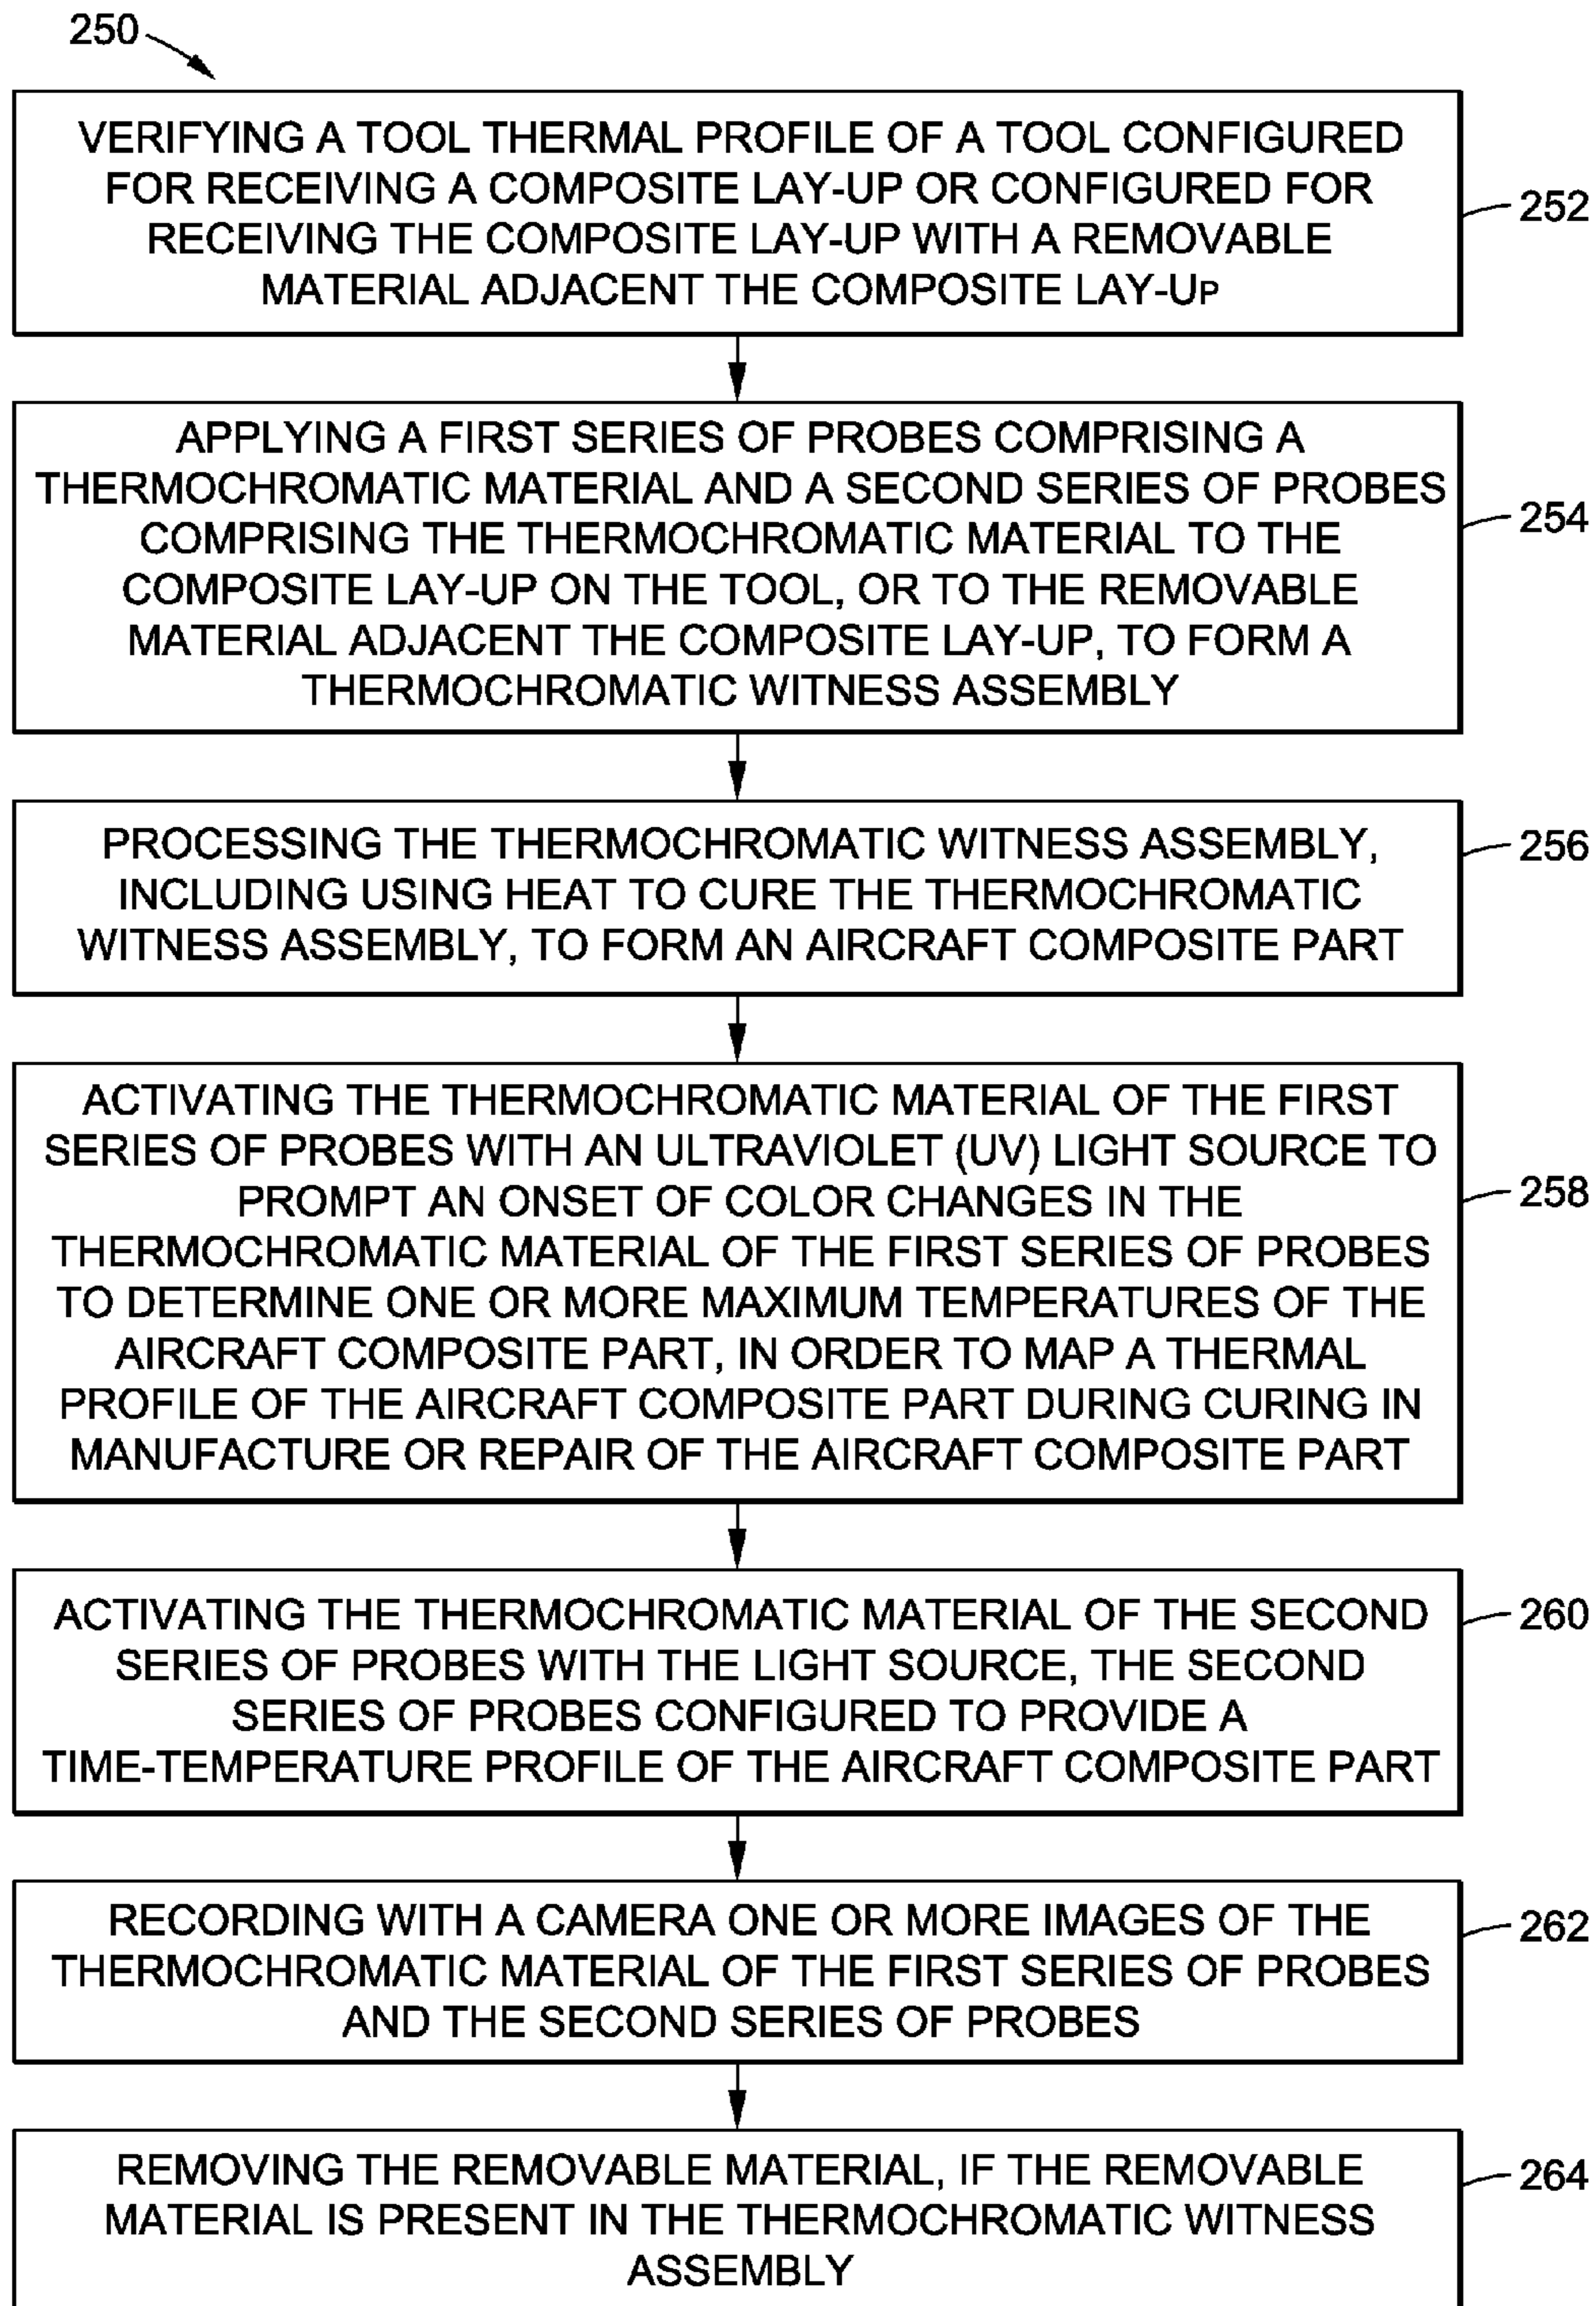 250
VERIFYING A TOOL THERMAL PROFILE OF A TOOL CONFIGURED
FOR RECEIVING A COMPOSITE LAY-UP OR CONFIGURED FOR
RECEIVING THE COMPOSITE LAY-UP WITH A REMOVABLE
MATERIAL ADJACENT THE COMPOSITE LAY-UP
252
APPLYING A FIRST SERIES OF PROBES COMPRISING A
THERMOCHROMATIC MATERIAL AND A SECOND SERIES OF PROBES
COMPRISING THE THERMOCHROMATIC MATERIAL TO THE
COMPOSITE LAY-UP ON THE TOOL, OR TO THE REMOVABLE
MATERIAL ADJACENT THE COMPOSITE LAY-UP, TO FORM A
THERMOCHROMATIC WITNESS ASSEMBLY
254
PROCESSING THE THERMOCHROMATIC WITNESS ASSEMBLY,
INCLUDING USING HEAT TO CURE THE THERMOCHROMATIC
WITNESS ASSEMBLY, TO FORM AN AIRCRAFT COMPOSITE PART
256
ACTIVATING THE THERMOCHROMATIC MATERIAL OF THE FIRST
SERIES OF PROBES WITH AN ULTRAVIOLET (UV) LIGHT SOURCE TO
PROMPT AN ONSET OF COLOR CHANGES IN THE
THERMOCHROMATIC MATERIAL OF THE FIRST SERIES OF PROBES
TO DETERMINE ONE OR MORE MAXIMUM TEMPERATURES OF THE
AIRCRAFT COMPOSITE PART, IN ORDER TO MAP A THERMAL
PROFILE OF THE AIRCRAFT COMPOSITE PART DURING CURING IN
MANUFACTURE OR REPAIR OF THE AIRCRAFT COMPOSITE PART
258
ACTIVATING THE THERMOCHROMATIC MATERIAL OF THE SECOND
SERIES OF PROBES WITH THE LIGHT SOURCE, THE SECOND
SERIES OF PROBES CONFIGURED TO PROVIDE A
TIME-TEMPERATURE PROFILE OF THE AIRCRAFT COMPOSITE PART
260
RECORDING WITH A CAMERA ONE OR MORE IMAGES OF THE
THERMOCHROMATIC MATERIAL OF THE FIRST SERIES OF PROBES
AND THE SECOND SERIES OF PROBES
262
REMOVING THE REMOVABLE MATERIAL, IF THE REMOVABLE
MATERIAL IS PRESENT IN THE THERMOCHROMATIC WITNESS
ASSEMBLY
264